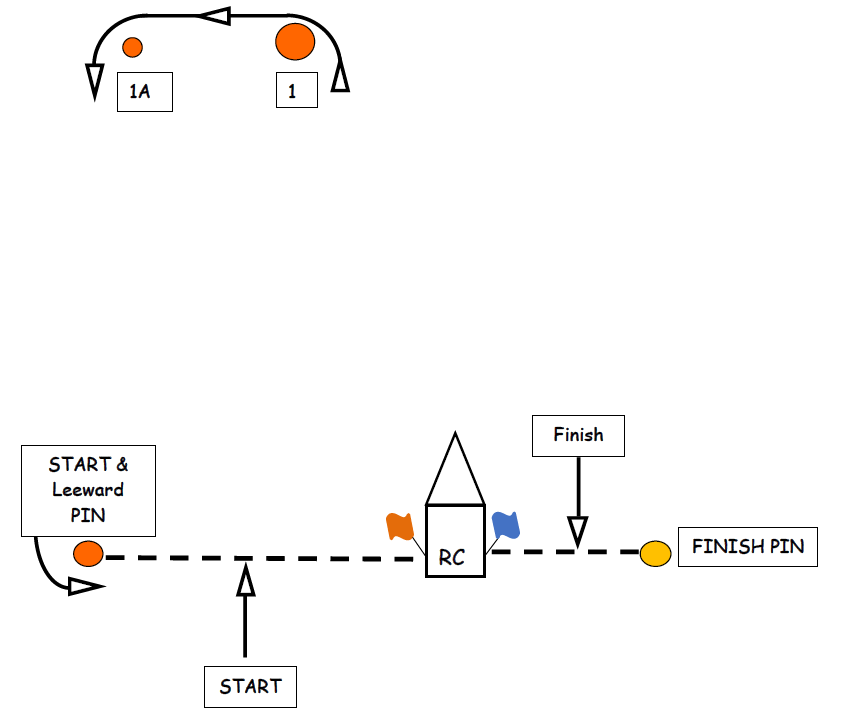 1A
1
Finish
START &
Leeward
PIN
RC
FINISH PIN
START